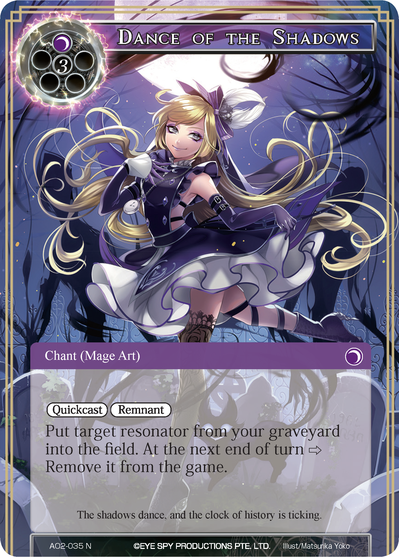 Dance of the Shadows
3
Chant (Mage Art)
Quickcast Remnant
Put target resonator from your graveyard
into the field. At the next end of turn ⇨
Remove it from the game.
The shadows dance, and the clock of history is ticking.
A02-035 N ©EYE SPY PRODUCTIONS PTE. LTD. Illust/Matsurika Yoko